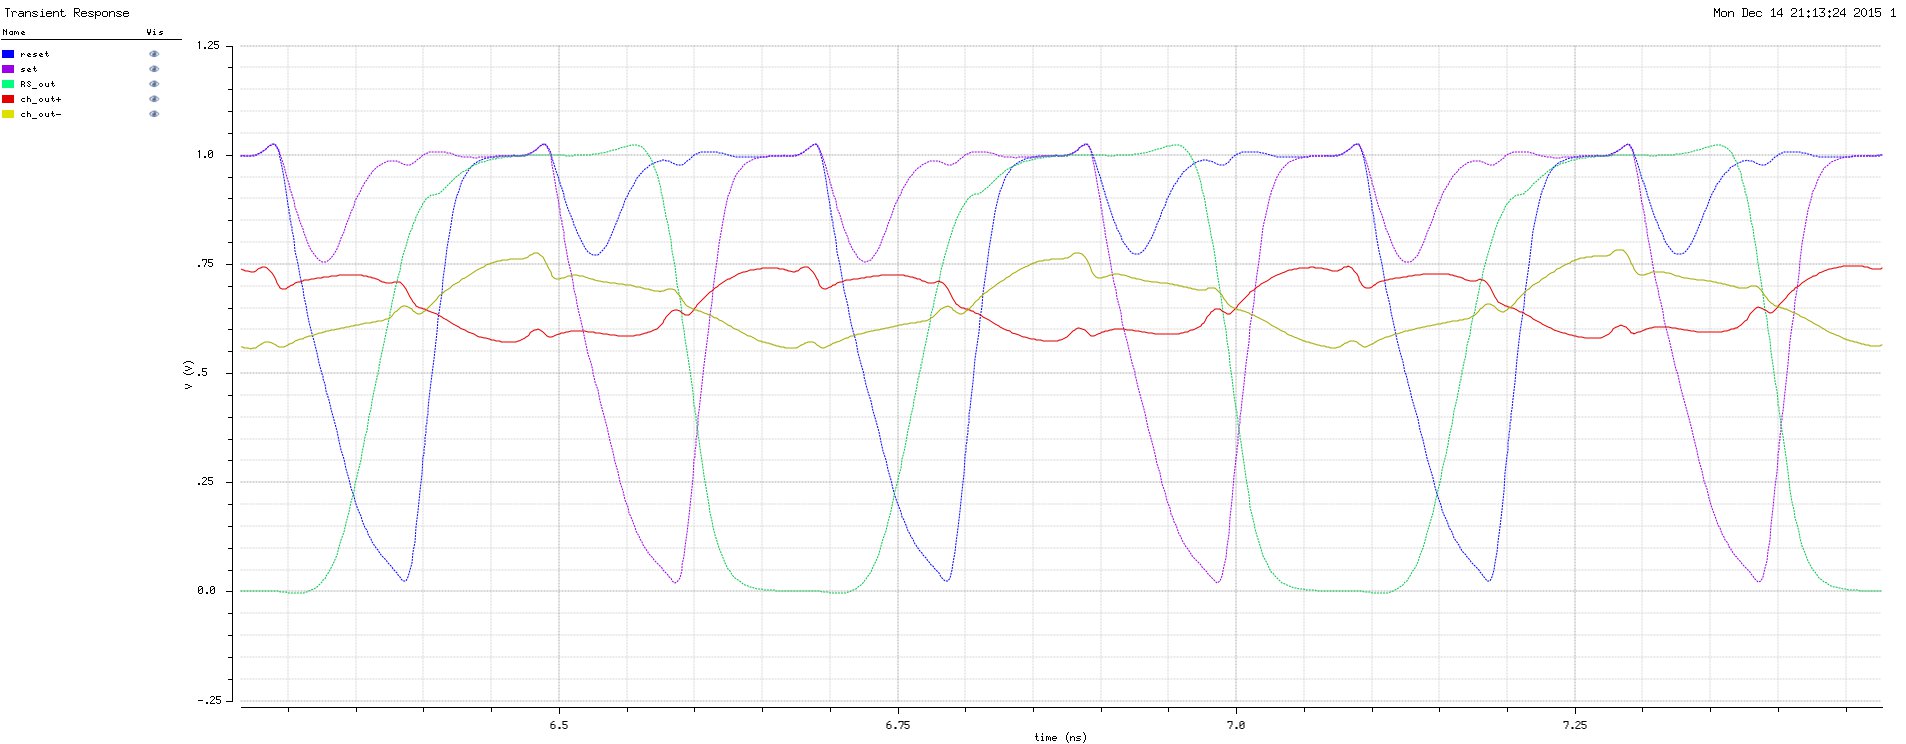 Transient Response
Mon Dec 14 21:13:24 2015 1
Name Vis
reset
set
RS_out
ch_out+
ch_out-
1.25
1.0
.75
.5
.25
0.0
-.25
V (V)
6.5 6.75 7.0 7.25
time (ns)